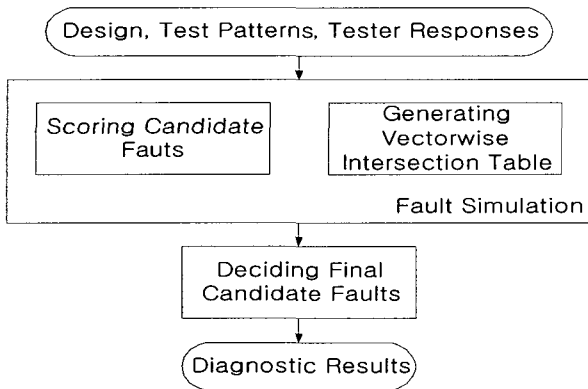 Design, Test Patterns, Tester Responses
Scoring Candidate
Fauts
Generating
Vectorwise
Intersection Table
Fault Simulation
Deciding Final
Candidate Faults
Diagnostic Results